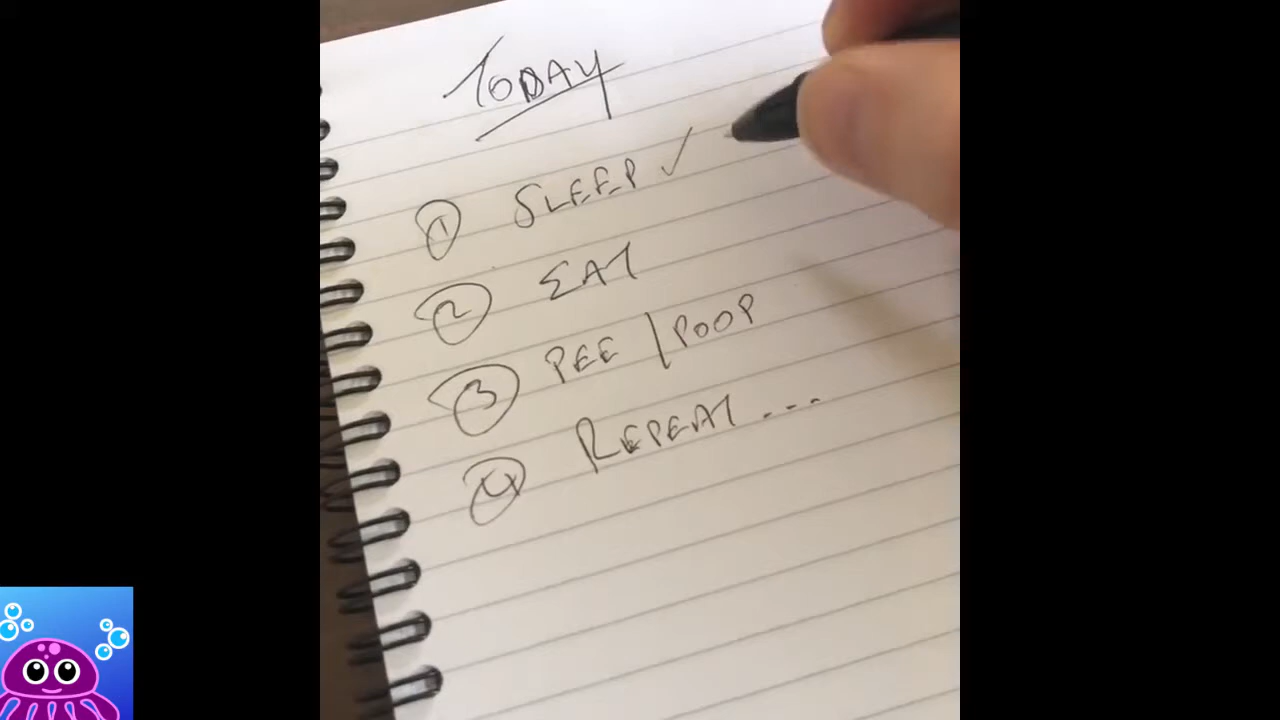 TODAY
① SLEEP ✓
② EAT
③ PEE / POOP
④ REPEAT...